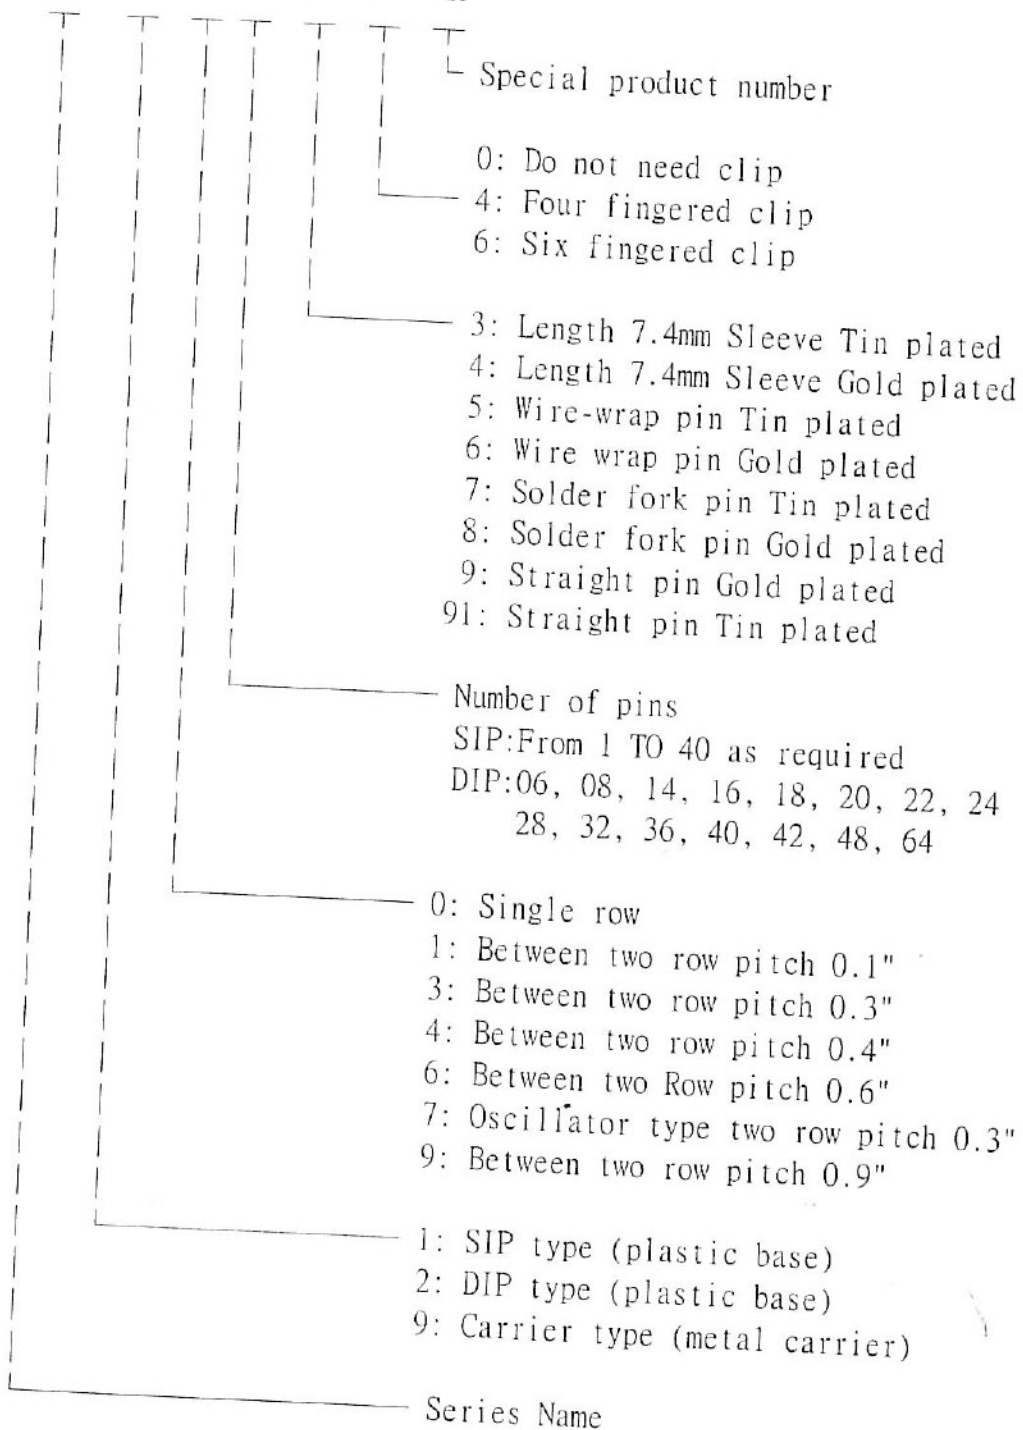 Special product number
0: Do not need clip
4: Four fingered clip
6: Six fingered clip
3: Length 7.4mm Sleeve Tin plated
4: Length 7.4mm Sleeve Gold plated
5: Wire-wrap pin Tin plated
6: Wire wrap pin Gold plated
7: Solder fork pin Tin plated
8: Solder fork pin Gold plated
9: Straight pin Gold plated
91: Straight pin Tin plated
Number of pins
SIP:From 1 TO 40 as required
DIP:06, 08, 14, 16, 18, 20, 22, 24
28, 32, 36, 40, 42, 48, 64
0: Single row
1: Between two row pitch 0.1"
3: Between two row pitch 0.3"
4: Between two row pitch 0.4"
6: Between two Row pitch 0.6"
7: Oscillator type two row pitch 0.3"
9: Between two row pitch 0.9"
1: SIP type (plastic base)
2: DIP type (plastic base)
9: Carrier type (metal carrier)
Series Name